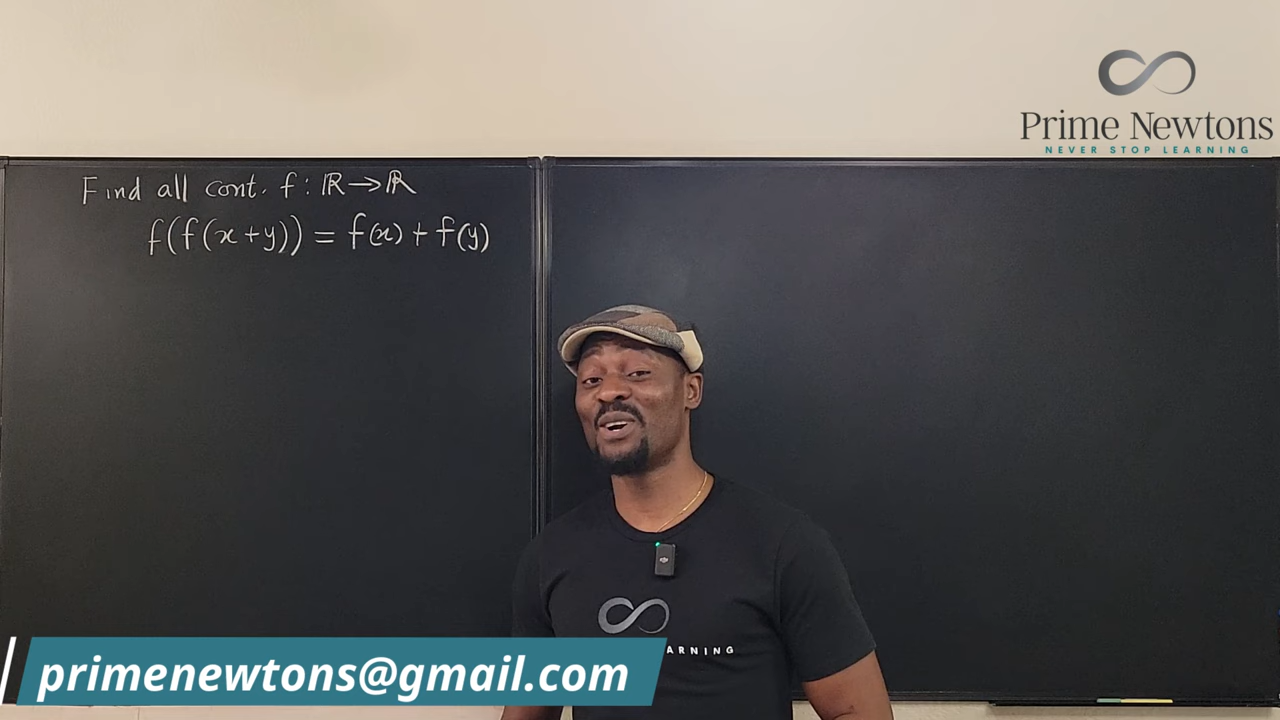 Prime Newtons
NEVER STOP LEARNING
Find all cont. f: ℝ→ℝ
f(f(x+y)) = f(x) + f(y)
ARNING
primenewtons@gmail.com